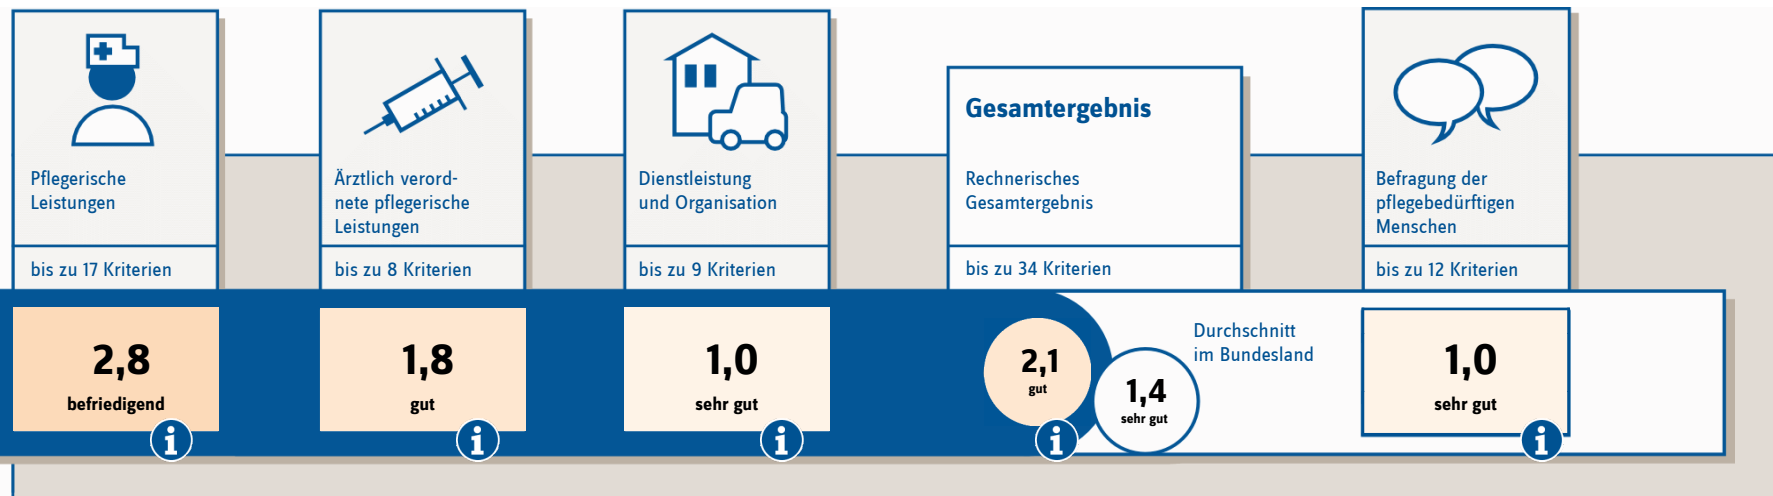 Pflegerische
Leistungen
bis zu 17 Kriterien
2,8
befriedigend
i
Ärztlich verord-
nete pflegerische
Leistungen
bis zu 8 Kriterien
1,8
gut
i
Dienstleistung
und Organisation
bis zu 9 Kriterien
1,0
sehr gut
i
Gesamtergebnis
Rechnerisches
Gesamtergebnis
bis zu 34 Kriterien
2,1
gut
i
1,4
sehr gut
Durchschnitt
im Bundesland
Befragung der
pflegebedürftigen
Menschen
bis zu 12 Kriterien
1,0
sehr gut
i